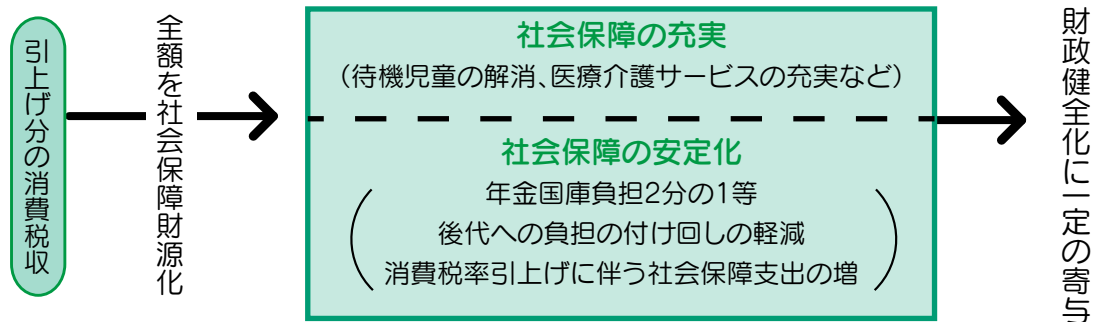 引上げ分の消費税収
全額を社会保障財源化
社会保障の充実
（待機児童の解消、医療介護サービスの充実など）
社会保障の安定化
年金国庫負担2分の1等
後代への負担の付け回しの軽減
消費税率引上げに伴う社会保障支出の増
財政健全化に一定の寄与